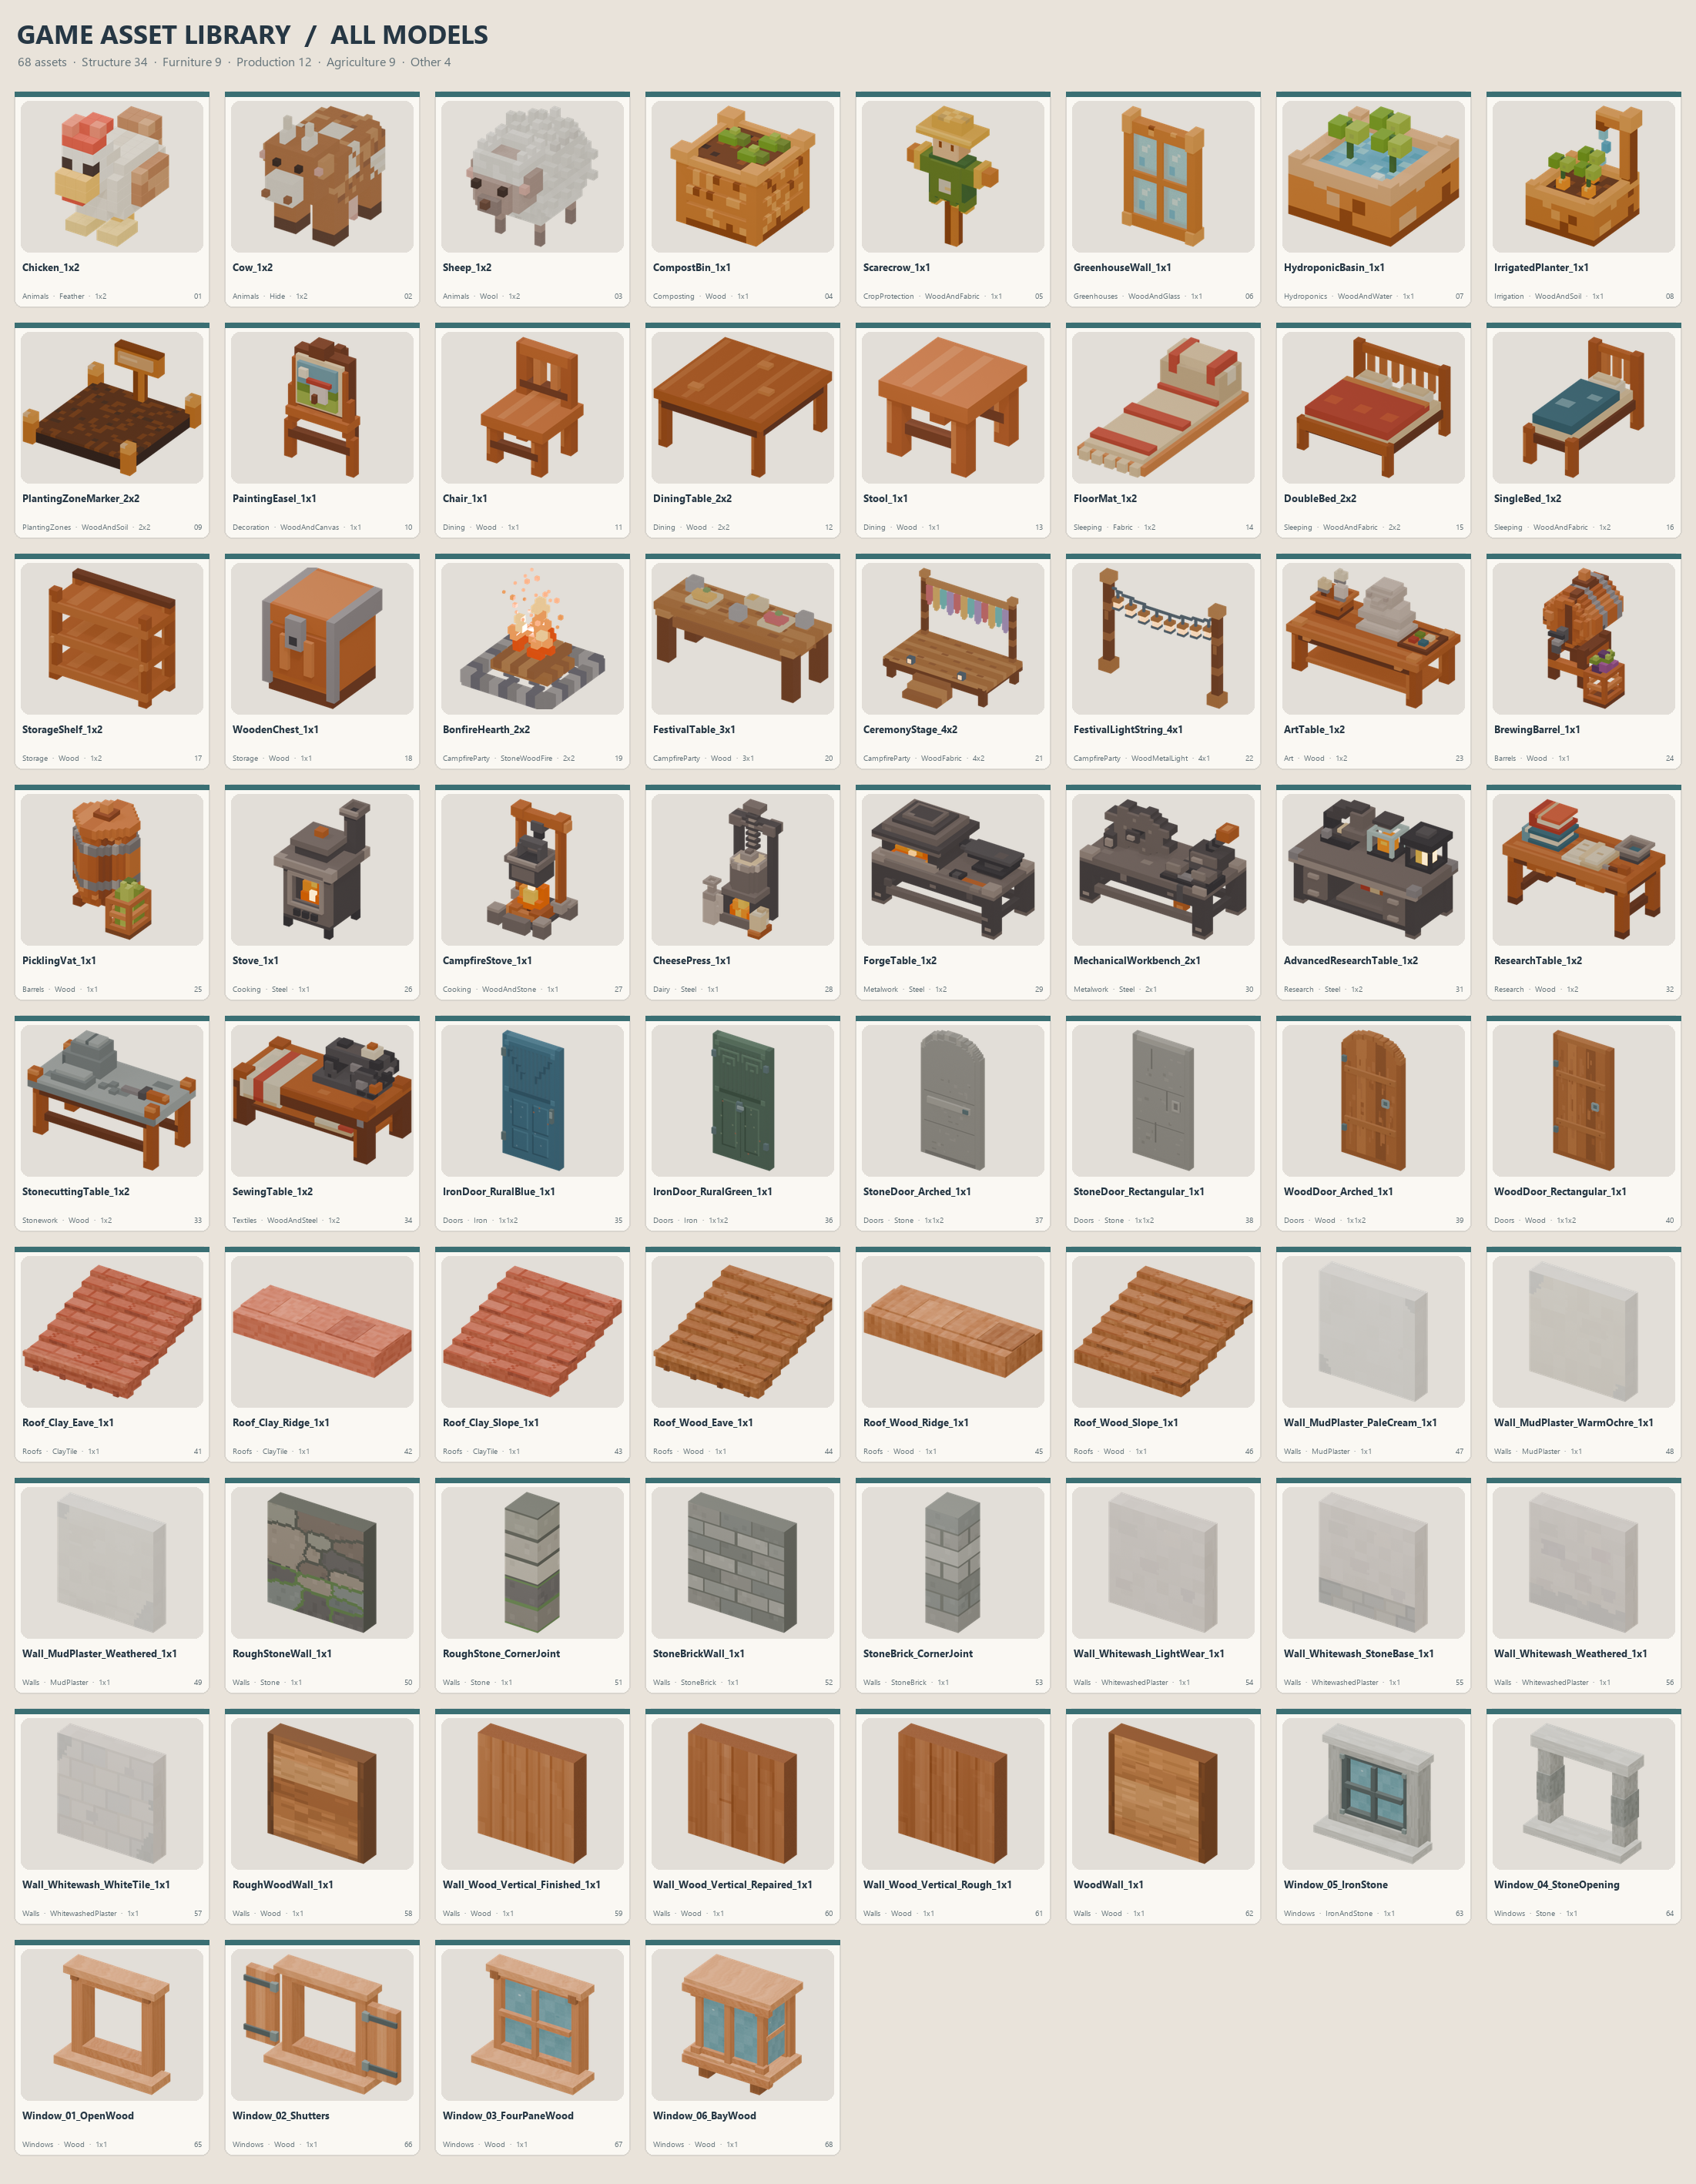 GAME ASSET LIBRARY / ALL MODELS
68 assets · Structure 34 · Furniture 9 · Production 12 · Agriculture 9 · Other 4
Chicken_1x2
Animals · Feather · 1x2 01
Cow_1x2
Animals · Hide · 1x2 02
Sheep_1x2
Animals · Wool · 1x2 03
CompostBin_1x1
Composting · Wood · 1x1 04
Scarecrow_1x1
CropProtection · WoodAndFabric · 1x1 05
GreenhouseWall_1x1
Greenhouses · WoodAndGlass · 1x1 06
HydroponicBasin_1x1
Hydroponics · WoodAndWater · 1x1 07
IrrigatedPlanter_1x1
Irrigation · WoodAndSoil · 1x1 08
PlantingZoneMarker_2x2
PlantingZones · WoodAndSoil · 2x2 09
PaintingEasel_1x1
Decoration · WoodAndCanvas · 1x1 10
Chair_1x1
Dining · Wood · 1x1 11
DiningTable_2x2
Dining · Wood · 2x2 12
Stool_1x1
Dining · Wood · 1x1 13
FloorMat_1x2
Sleeping · Fabric · 1x2 14
DoubleBed_2x2
Sleeping · WoodAndFabric · 2x2 15
SingleBed_1x2
Sleeping · WoodAndFabric · 1x2 16
StorageShelf_1x2
Storage · Wood · 1x2 17
WoodenChest_1x1
Storage · Wood · 1x1 18
BonfireHearth_2x2
CampfireParty · StoneWoodFire · 2x2 19
FestivalTable_3x1
CampfireParty · Wood · 3x1 20
CeremonyStage_4x2
CampfireParty · WoodFabric · 4x2 21
FestivalLightString_4x1
CampfireParty · WoodMetalLight · 4x1 22
ArtTable_1x2
Art · Wood · 1x2 23
BrewingBarrel_1x1
Barrels · Wood · 1x1 24
PicklingVat_1x1
Barrels · Wood · 1x1 25
Stove_1x1
Cooking · Steel · 1x1 26
CampfireStove_1x1
Cooking · WoodAndStone · 1x1 27
CheesePress_1x1
Dairy · Steel · 1x1 28
ForgeTable_1x2
Metalwork · Steel · 1x2 29
MechanicalWorkbench_2x1
Metalwork · Steel · 2x1 30
AdvancedResearchTable_1x2
Research · Steel · 1x2 31
ResearchTable_1x2
Research · Wood · 1x2 32
StonecuttingTable_1x2
Stonework · Wood · 1x2 33
SewingTable_1x2
Textiles · WoodAndSteel · 1x2 34
IronDoor_RuralBlue_1x1
Doors · Iron · 1x1x2 35
IronDoor_RuralGreen_1x1
Doors · Iron · 1x1x2 36
StoneDoor_Arched_1x1
Doors · Stone · 1x1x2 37
StoneDoor_Rectangular_1x1
Doors · Stone · 1x1x2 38
WoodDoor_Arched_1x1
Doors · Wood · 1x1x2 39
WoodDoor_Rectangular_1x1
Doors · Wood · 1x1x2 40
Roof_Clay_Eave_1x1
Roofs · ClayTile · 1x1 41
Roof_Clay_Ridge_1x1
Roofs · ClayTile · 1x1 42
Roof_Clay_Slope_1x1
Roofs · ClayTile · 1x1 43
Roof_Wood_Eave_1x1
Roofs · Wood · 1x1 44
Roof_Wood_Ridge_1x1
Roofs · Wood · 1x1 45
Roof_Wood_Slope_1x1
Roofs · Wood · 1x1 46
Wall_MudPlaster_PaleCream_1x1
Walls · MudPlaster · 1x1 47
Wall_MudPlaster_WarmOchre_1x1
Walls · MudPlaster · 1x1 48
Wall_MudPlaster_Weathered_1x1
Walls · MudPlaster · 1x1 49
RoughStoneWall_1x1
Walls · Stone · 1x1 50
RoughStone_CornerJoint
Walls · Stone · 1x1 51
StoneBrickWall_1x1
Walls · StoneBrick · 1x1 52
StoneBrick_CornerJoint
Walls · StoneBrick · 1x1 53
Wall_Whitewash_LightWear_1x1
Walls · WhitewashedPlaster · 1x1 54
Wall_Whitewash_StoneBase_1x1
Walls · WhitewashedPlaster · 1x1 55
Wall_Whitewash_Weathered_1x1
Walls · WhitewashedPlaster · 1x1 56
Wall_Whitewash_WhiteTile_1x1
Walls · WhitewashedPlaster · 1x1 57
RoughWoodWall_1x1
Walls · Wood · 1x1 58
Wall_Wood_Vertical_Finished_1x1
Walls · Wood · 1x1 59
Wall_Wood_Vertical_Repaired_1x1
Walls · Wood · 1x1 60
Wall_Wood_Vertical_Rough_1x1
Walls · Wood · 1x1 61
WoodWall_1x1
Walls · Wood · 1x1 62
Window_05_IronStone
Windows · IronAndStone · 1x1 63
Window_04_StoneOpening
Windows · Stone · 1x1 64
Window_01_OpenWood
Windows · Wood · 1x1 65
Window_02_Shutters
Windows · Wood · 1x1 66
Window_03_FourPaneWood
Windows · Wood · 1x1 67
Window_06_BayWood
Windows · Wood · 1x1 68